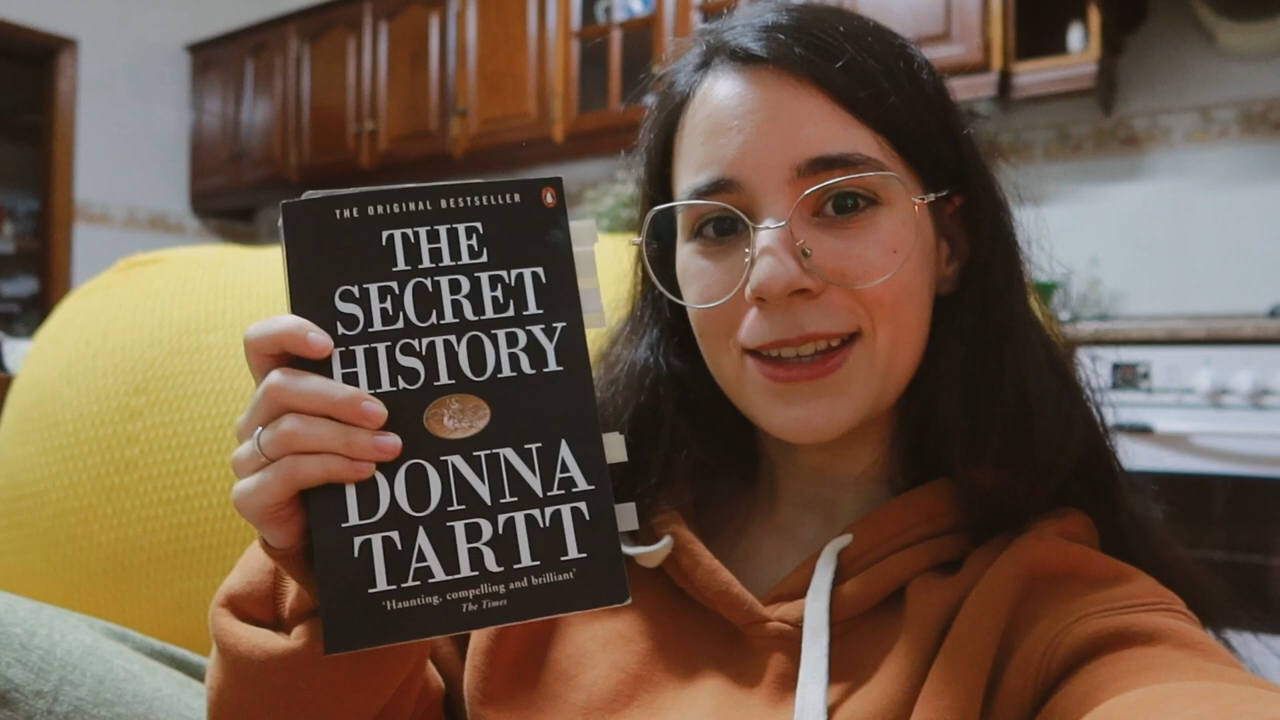 THE ORIGINAL BESTSELLER
THE
SECRET
HISTORY
DONNA
TARTT
'Haunting, compelling and brilliant'
The Times